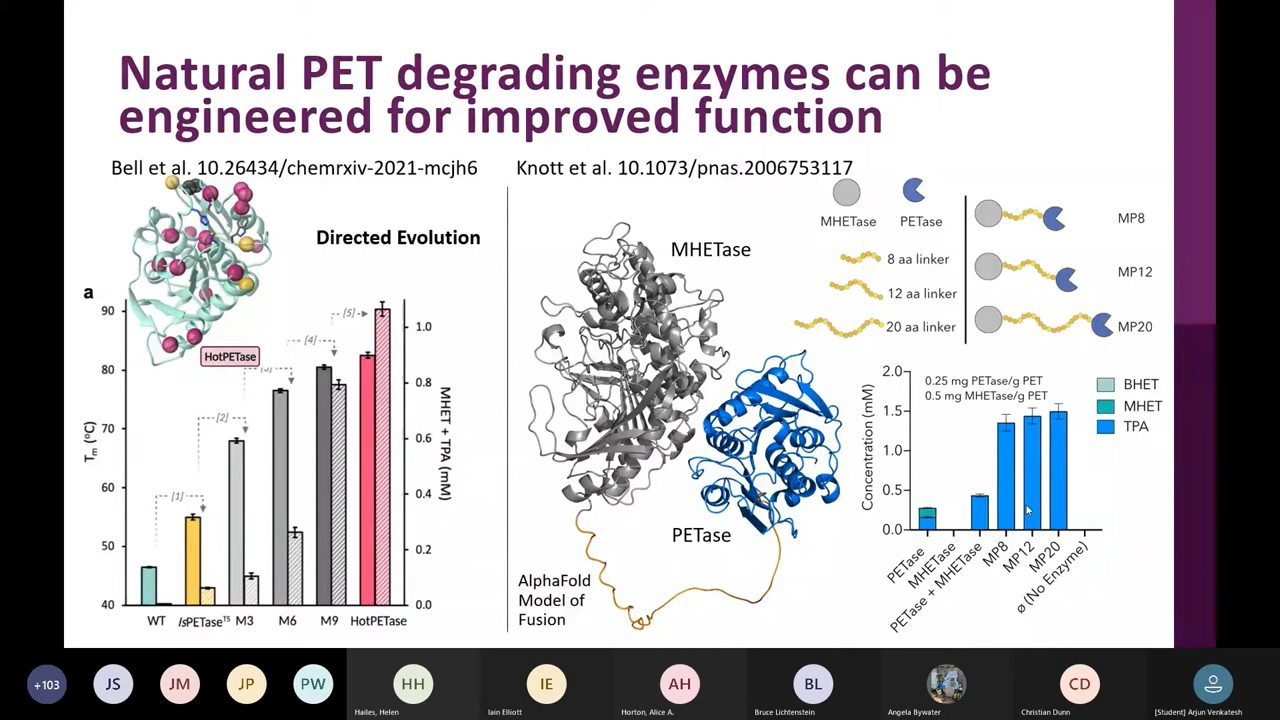 Natural PET degrading enzymes can be
engineered for improved function
Bell et al. 10.26434/chemrxiv-2021-mcjh6
Knott et al. 10.1073/pnas.2006753117
Directed Evolution
a
HotPETase
90
80
70
60
50
40
Tm (°C)
[1]
[2]
[3]
[4]
[5]
1.0
0.8
0.6
0.4
0.2
0.0
MHET + TPA (mM)
WT
IsPETaseTS
M3
M6
M9
HotPETase
MHETase
PETase
AlphaFold
Model of
Fusion
MHETase
PETase
8 aa linker
12 aa linker
20 aa linker
MP8
MP12
MP20
2.0
1.5
1.0
0.5
0.0
Concentration (mM)
0.25 mg PETase/g PET
0.5 mg MHETase/g PET
BHET
MHET
TPA
PETase
MHETase
PETase + MHETase
MP8
MP12
MP20
ø (No Enzyme)
+103
JS
JM
JP
PW
HH
Hailes, Helen
IE
Iain Elliott
AH
Horton, Alice A.
BL
Bruce Lichtenstein
Angela Bywater
CD
Christian Dunn
[Student] Arjun Venkatesh